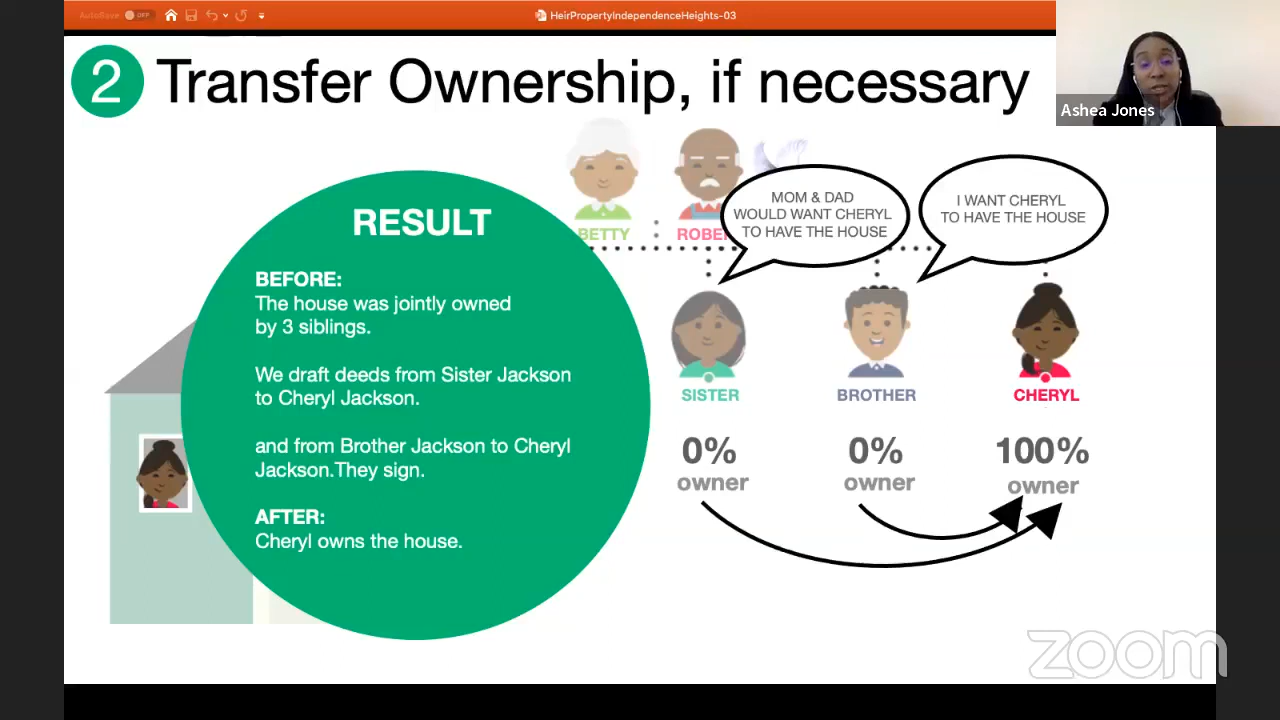 AutoSave OFF
HeirPropertyIndependenceHeights-03
2 Transfer Ownership, if necessary
Ashea Jones
RESULT
BEFORE:
The house was jointly owned
by 3 siblings.
We draft deeds from Sister Jackson
to Cheryl Jackson.
and from Brother Jackson to Cheryl
Jackson.They sign.
AFTER:
Cheryl owns the house.
BETTY
MOM & DAD
WOULD WANT CHERYL
TO HAVE THE HOUSE
I WANT CHERYL
TO HAVE THE HOUSE
SISTER
BROTHER
CHERYL
0%
owner
0%
owner
100%
owner
zoom